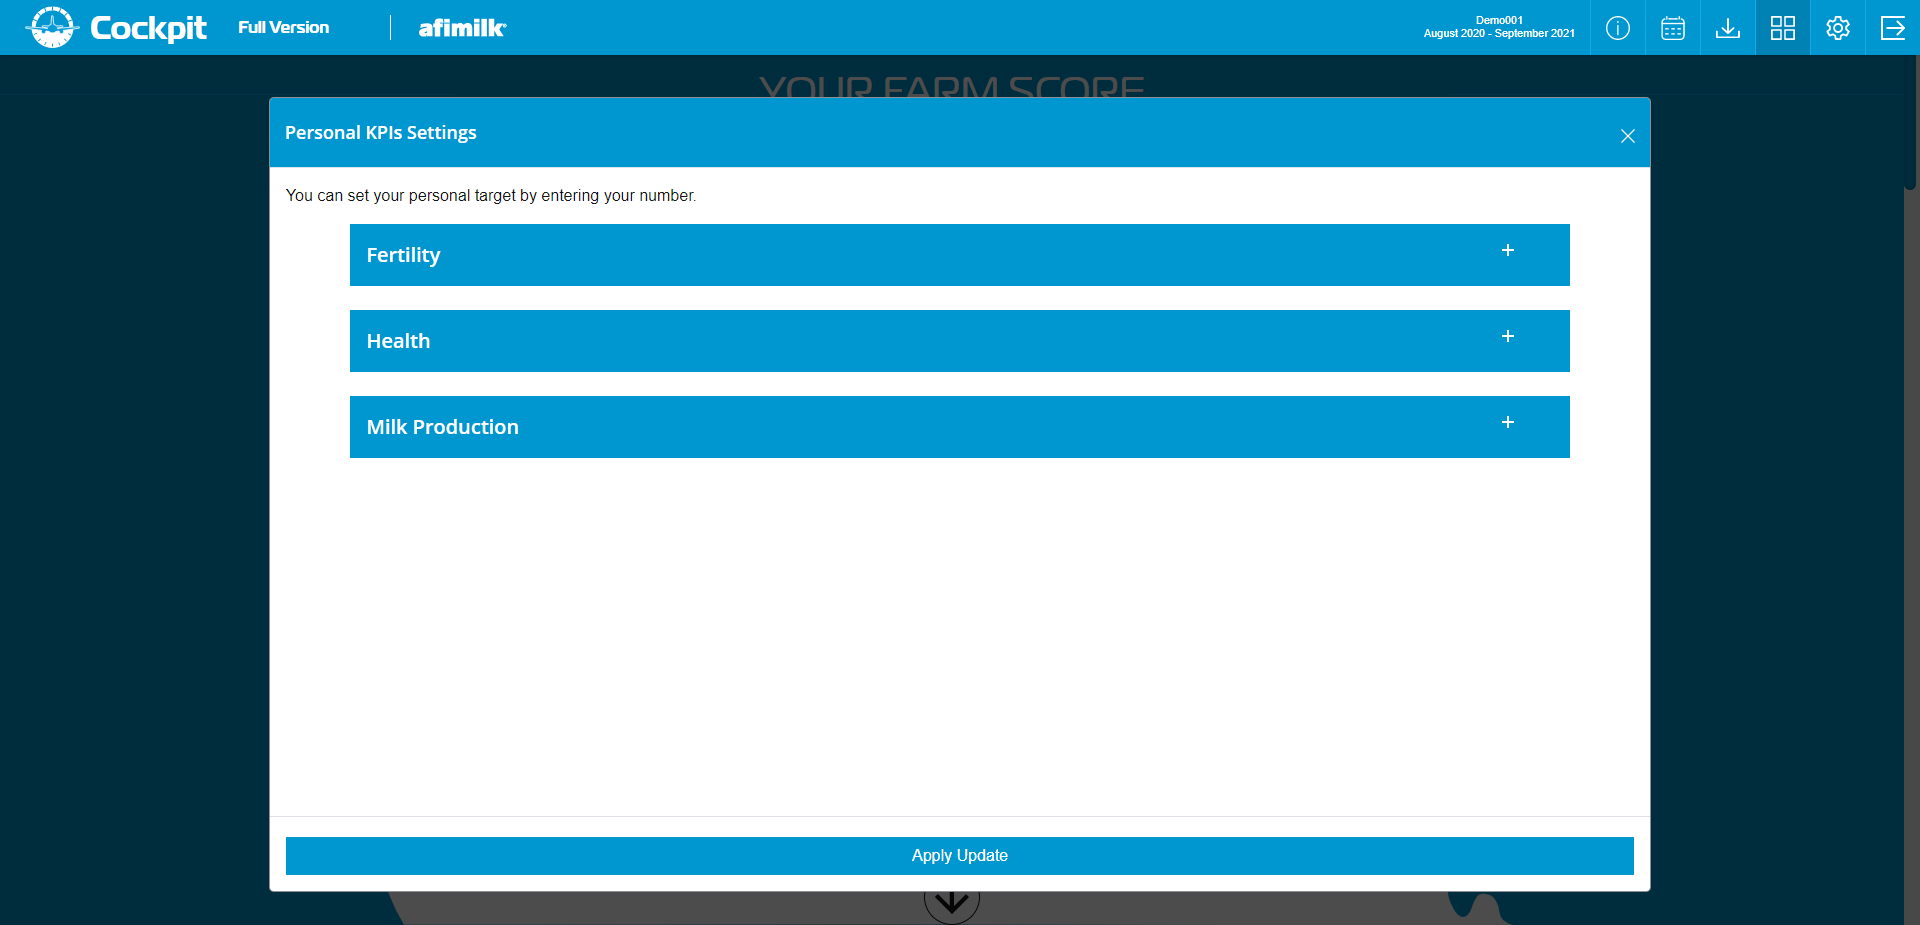 Cockpit
Full Version
afimilk
Demo001
August 2020 - September 2021
YOUR FARM SCORE
Personal KPIs Settings
You can set your personal target by entering your number.
Fertility
+
Health
+
Milk Production
+
Apply Update